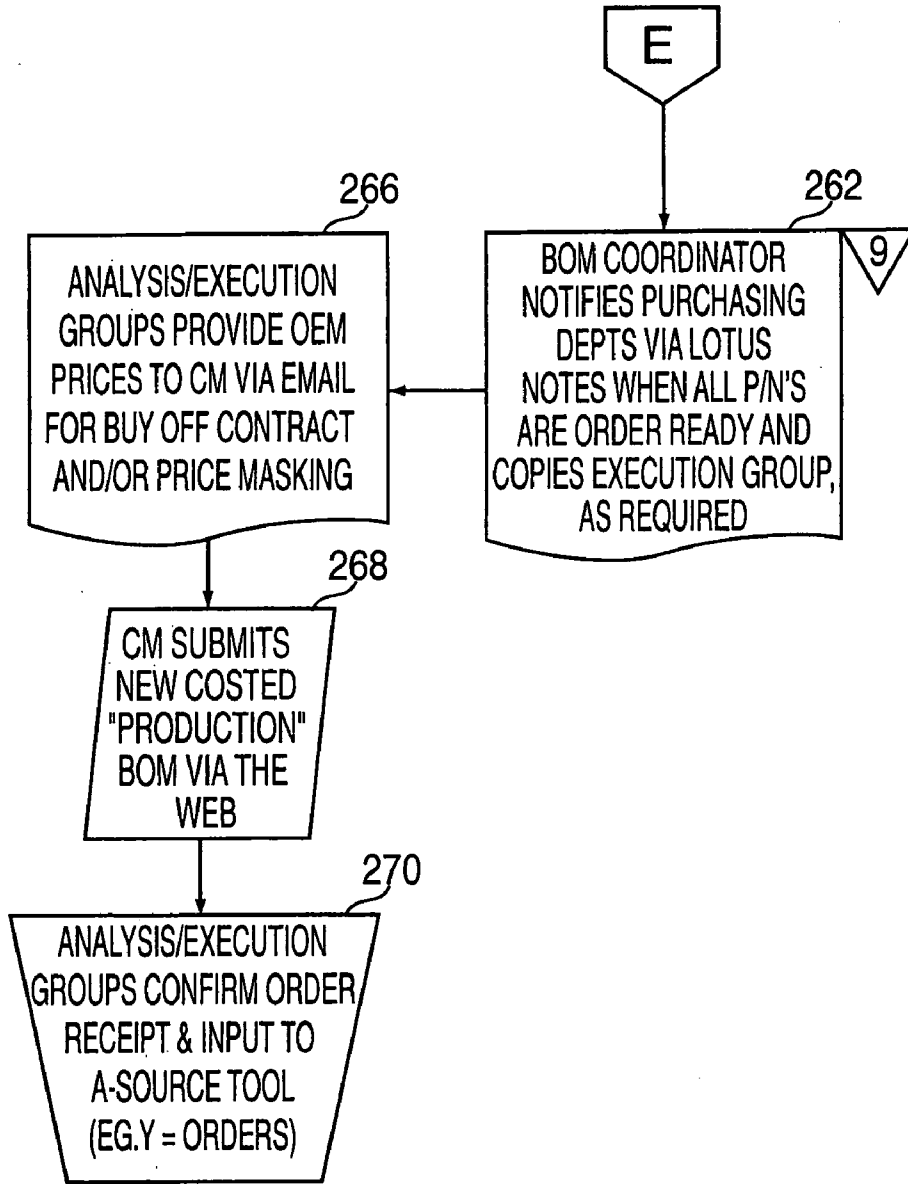 E
262
9
BOM COORDINATOR
NOTIFIES PURCHASING
DEPTS VIA LOTUS
NOTES WHEN ALL P/N'S
ARE ORDER READY AND
COPIES EXECUTION GROUP,
AS REQUIRED
266
ANALYSIS/EXECUTION
GROUPS PROVIDE OEM
PRICES TO CM VIA EMAIL
FOR BUY OFF CONTRACT
AND/OR PRICE MASKING
268
CM SUBMITS
NEW COSTED
"PRODUCTION"
BOM VIA THE
WEB
270
ANALYSIS/EXECUTION
GROUPS CONFIRM ORDER
RECEIPT & INPUT TO
A-SOURCE TOOL
(EG.Y = ORDERS)